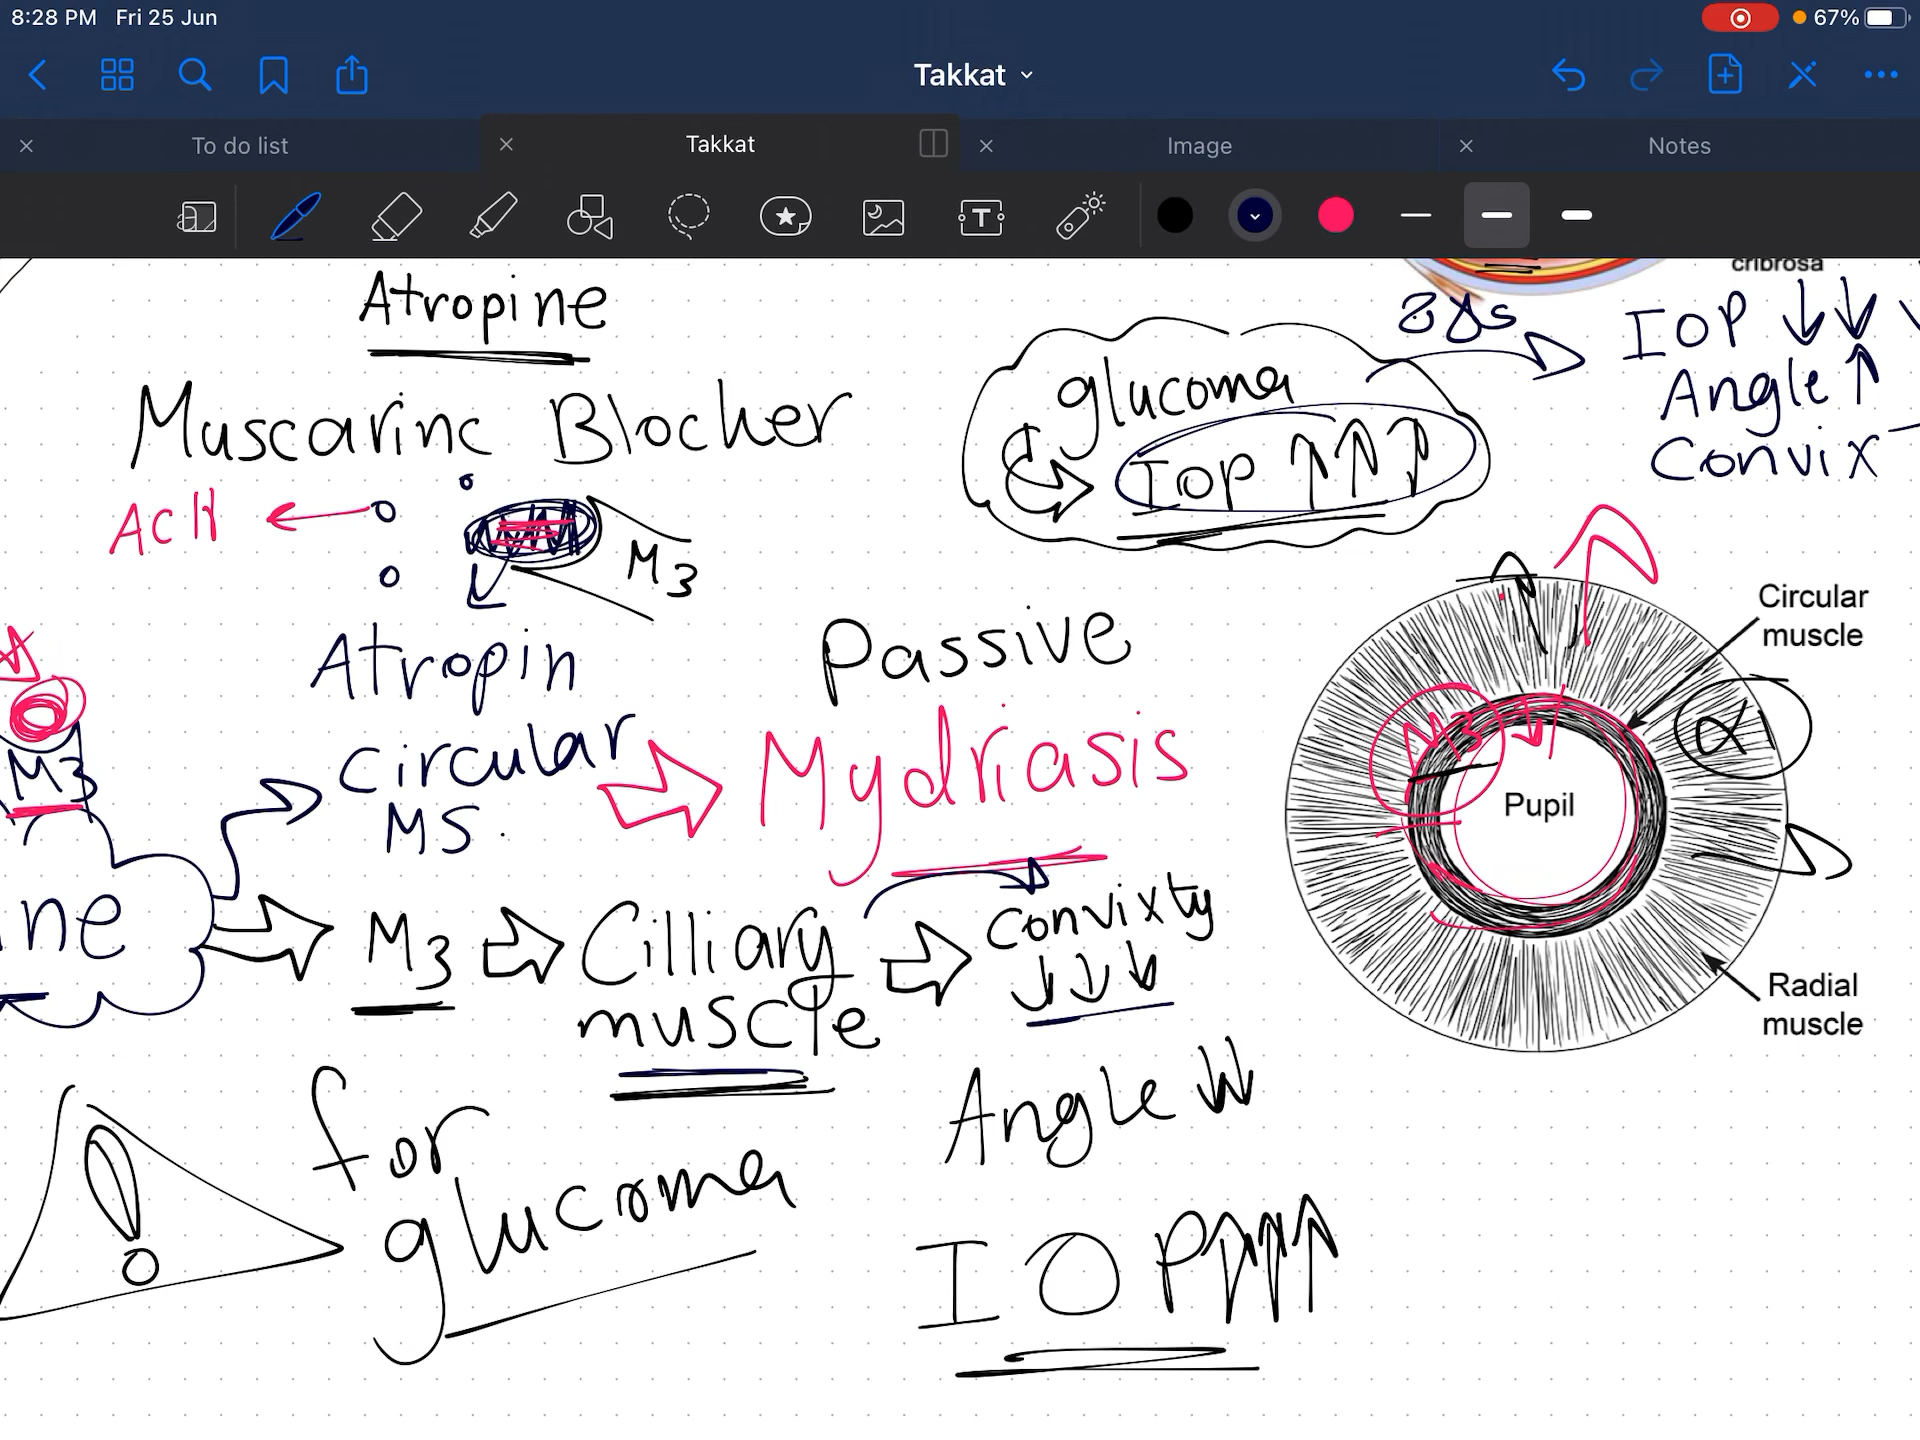 8:28 PM Fri 25 Jun
67%
Takkat
To do list
Takkat
Image
Notes
Atropine
Muscarinc Blocker
AcH
M3
Atropin
M3
Circular
MS.
Passive
Mydriasis
ne
M3
Cilliary
muscle
Convixty
↓↓↓
Angle ↓↓
IOP↑↑↑
for
glucoma
!
glucoma
IOP ↑↑↑
cribrosa
IOP ↓↓
Angle ↑
Convix
Circular
muscle
α1
M3
Pupil
Radial
muscle